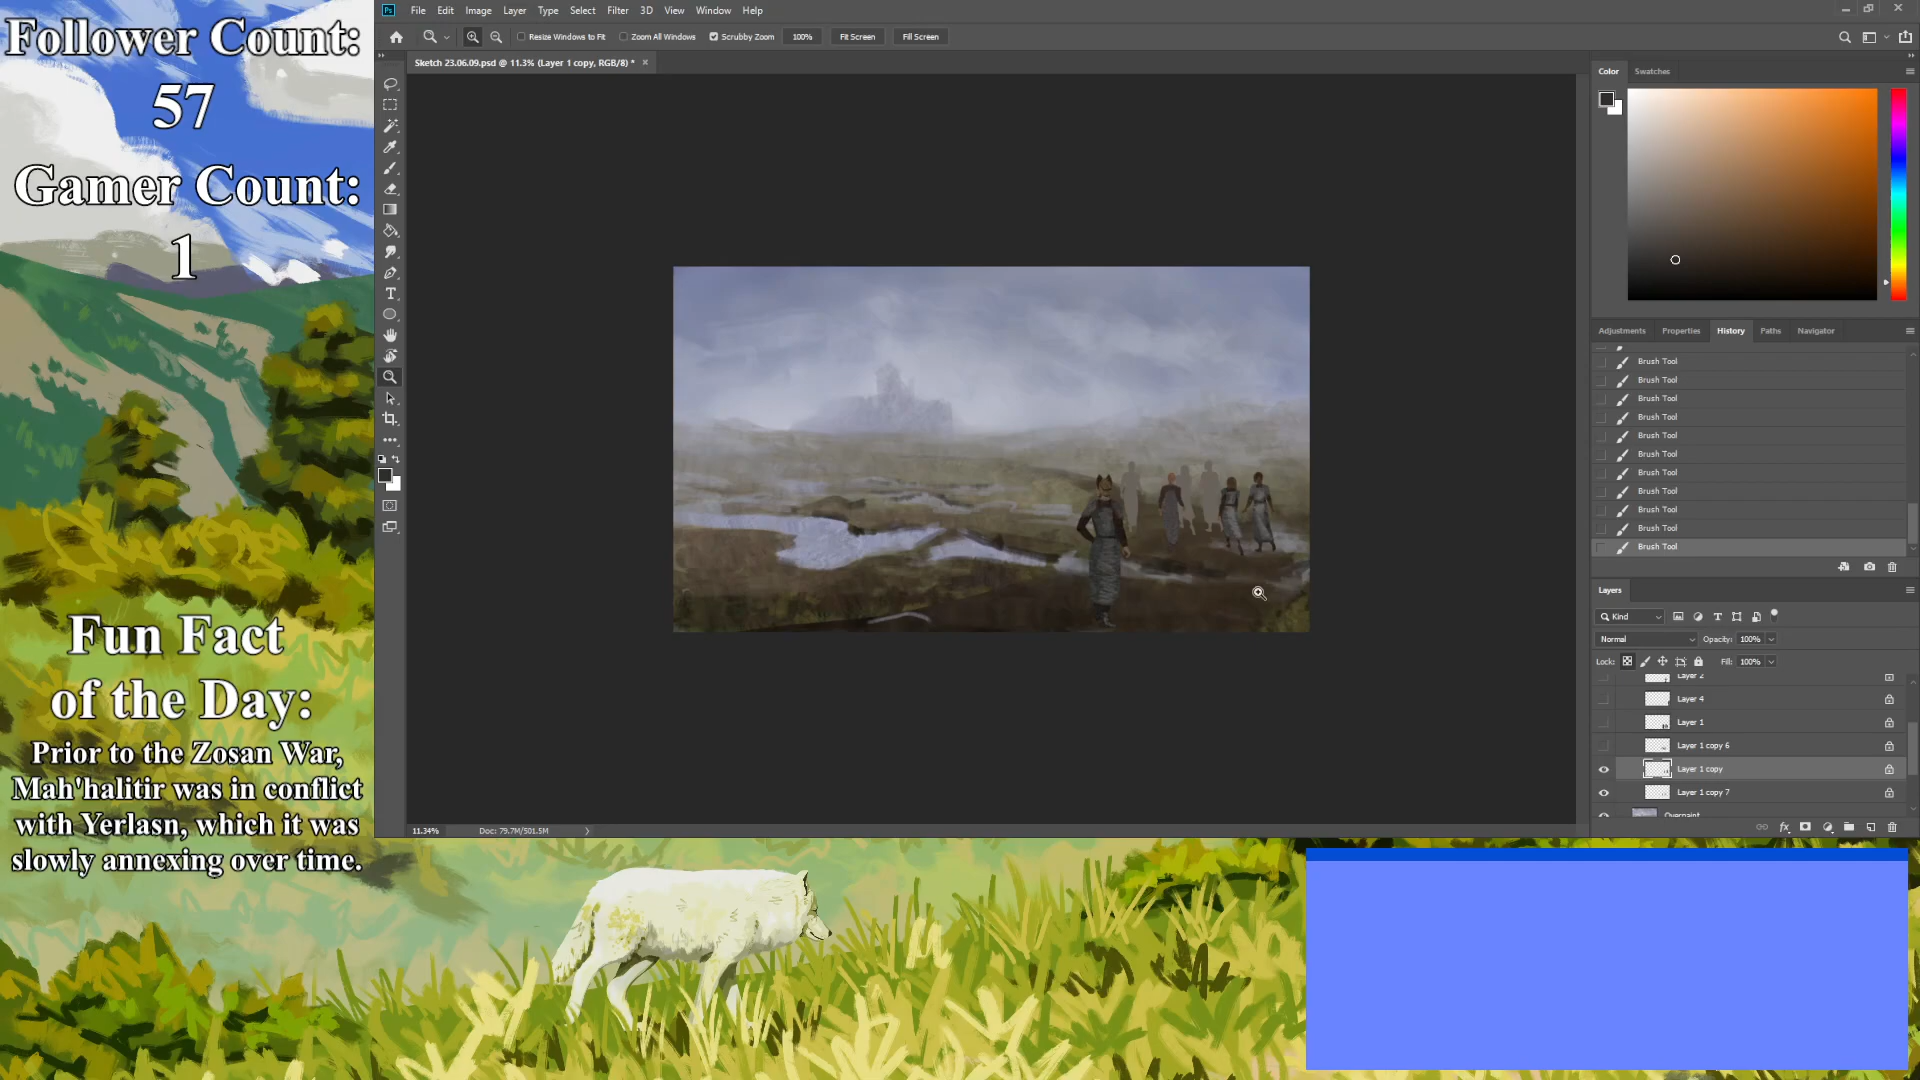 Follower Count:
57
Gamer Count:
1
Fun Fact
of the Day:
Prior to the Zosan War,
Mah'halitir was in conflict
with Yerlasn, which it was
slowly annexing over time.
Ps File Edit Image Layer Type Select Filter 3D View Window Help
Resize Windows to Fit Zoom All Windows Scrubby Zoom 100% Fit Screen Fill Screen
Sketch 23.06.09.psd @ 11.3% (Layer 1 copy, RGB/8) *
11.34% Doc: 79.7M/501.5M
Color Swatches
Adjustments Properties History Paths Navigator
Brush Tool
Brush Tool
Brush Tool
Brush Tool
Brush Tool
Brush Tool
Brush Tool
Brush Tool
Brush Tool
Brush Tool
Brush Tool
Layers
Kind
Normal Opacity: 100%
Lock: Fill: 100%
Layer 2
Layer 4
Layer 1
Layer 1 copy 6
Layer 1 copy
Layer 1 copy 7
Overpaint